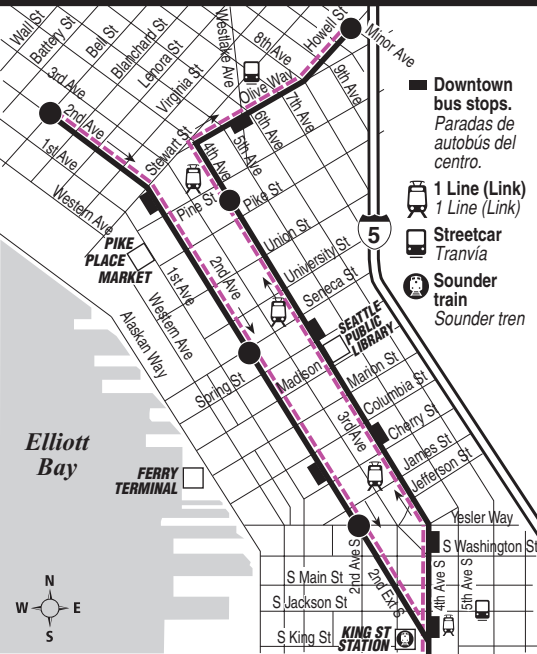 Wall St
Battery St
Bell St
Blanchard St
Lenora St
Virginia St
Westlake Ave
8th Ave
Howell St
Minor Ave
3rd Ave
2nd Ave
1st Ave
Western Ave
Olive Way
9th Ave
7th Ave
6th Ave
5th Ave
4th Ave
Stewart St
Pine St
Pike St
Union St
University St
Seneca St
5
Downtown
bus stops.
Paradas de
autobús del
centro.
1 Line (Link)
1 Line (Link)
Streetcar
Tranvía
Sounder
train
Sounder tren
PIKE
PLACE
MARKET
1st Ave
2nd Ave
Western Ave
Alaskan Way
SEATTLE
PUBLIC
LIBRARY
Spring St
Madison
Marion St
Columbia St
Cherry St
3rd Ave
James St
Jefferson St
Elliott
Bay
FERRY
TERMINAL
Yesler Way
S Washington St
2nd Ave S
2nd Ext S
4th Ave S
5th Ave S
S Main St
S Jackson St
S King St
KING ST
STATION
N
W
E
S